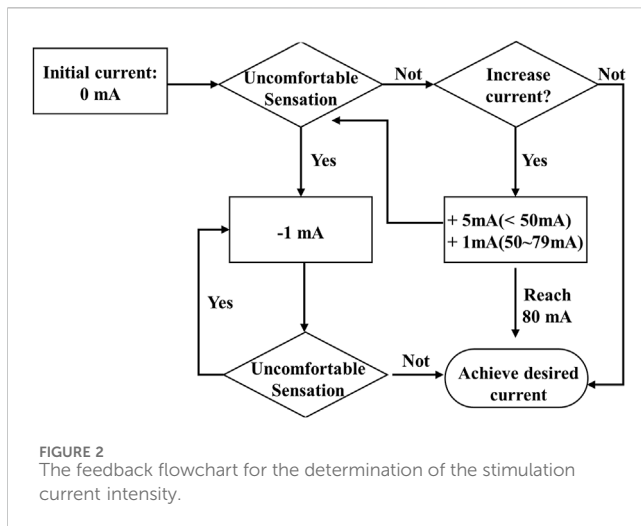 Initial current:
0 mA
Uncomfortable
Sensation
Not
Increase
current?
Not
Yes
Yes
-1 mA
+ 5mA(< 50mA)
+ 1mA(50~79mA)
Yes
Reach
80 mA
Uncomfortable
Sensation
Not
Achieve desired
current
FIGURE 2
The feedback flowchart for the determination of the stimulation
current intensity.